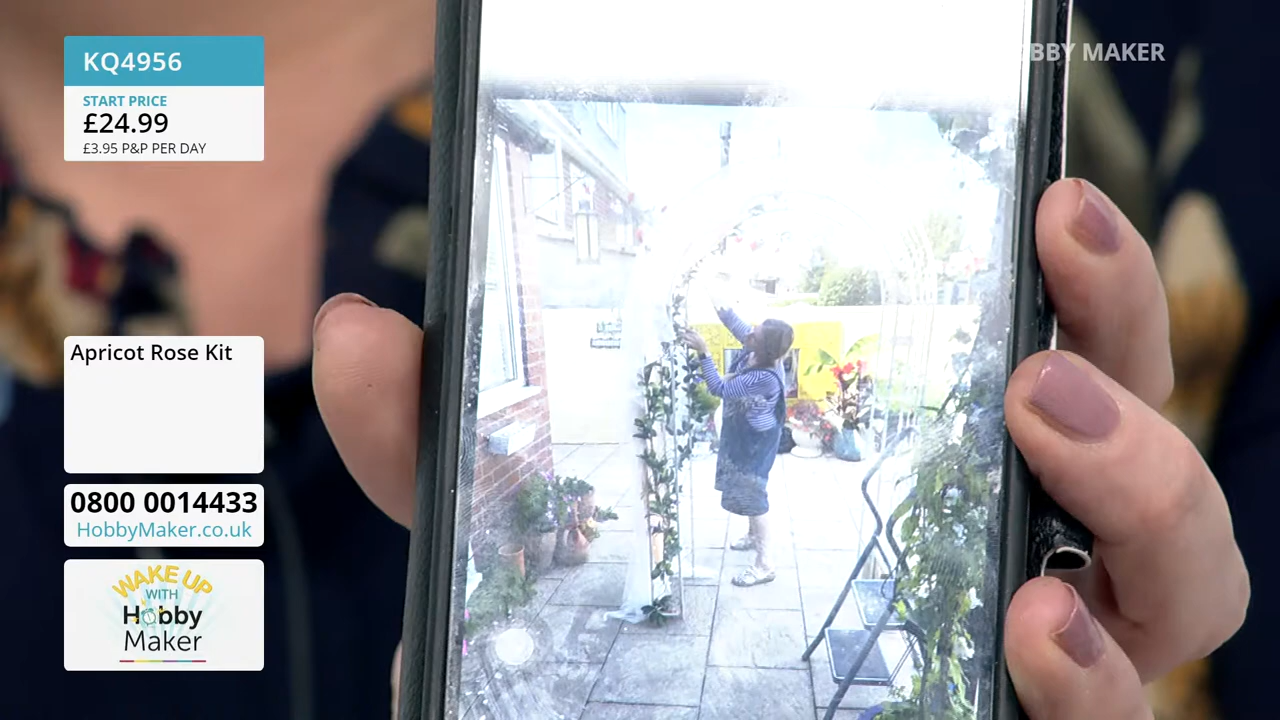 KQ4956
START PRICE
£24.99
£3.95 P&P PER DAY
BBY MAKER
Apricot Rose Kit
0800 0014433
HobbyMaker.co.uk
WAKE UP
WITH
Hobby
Maker